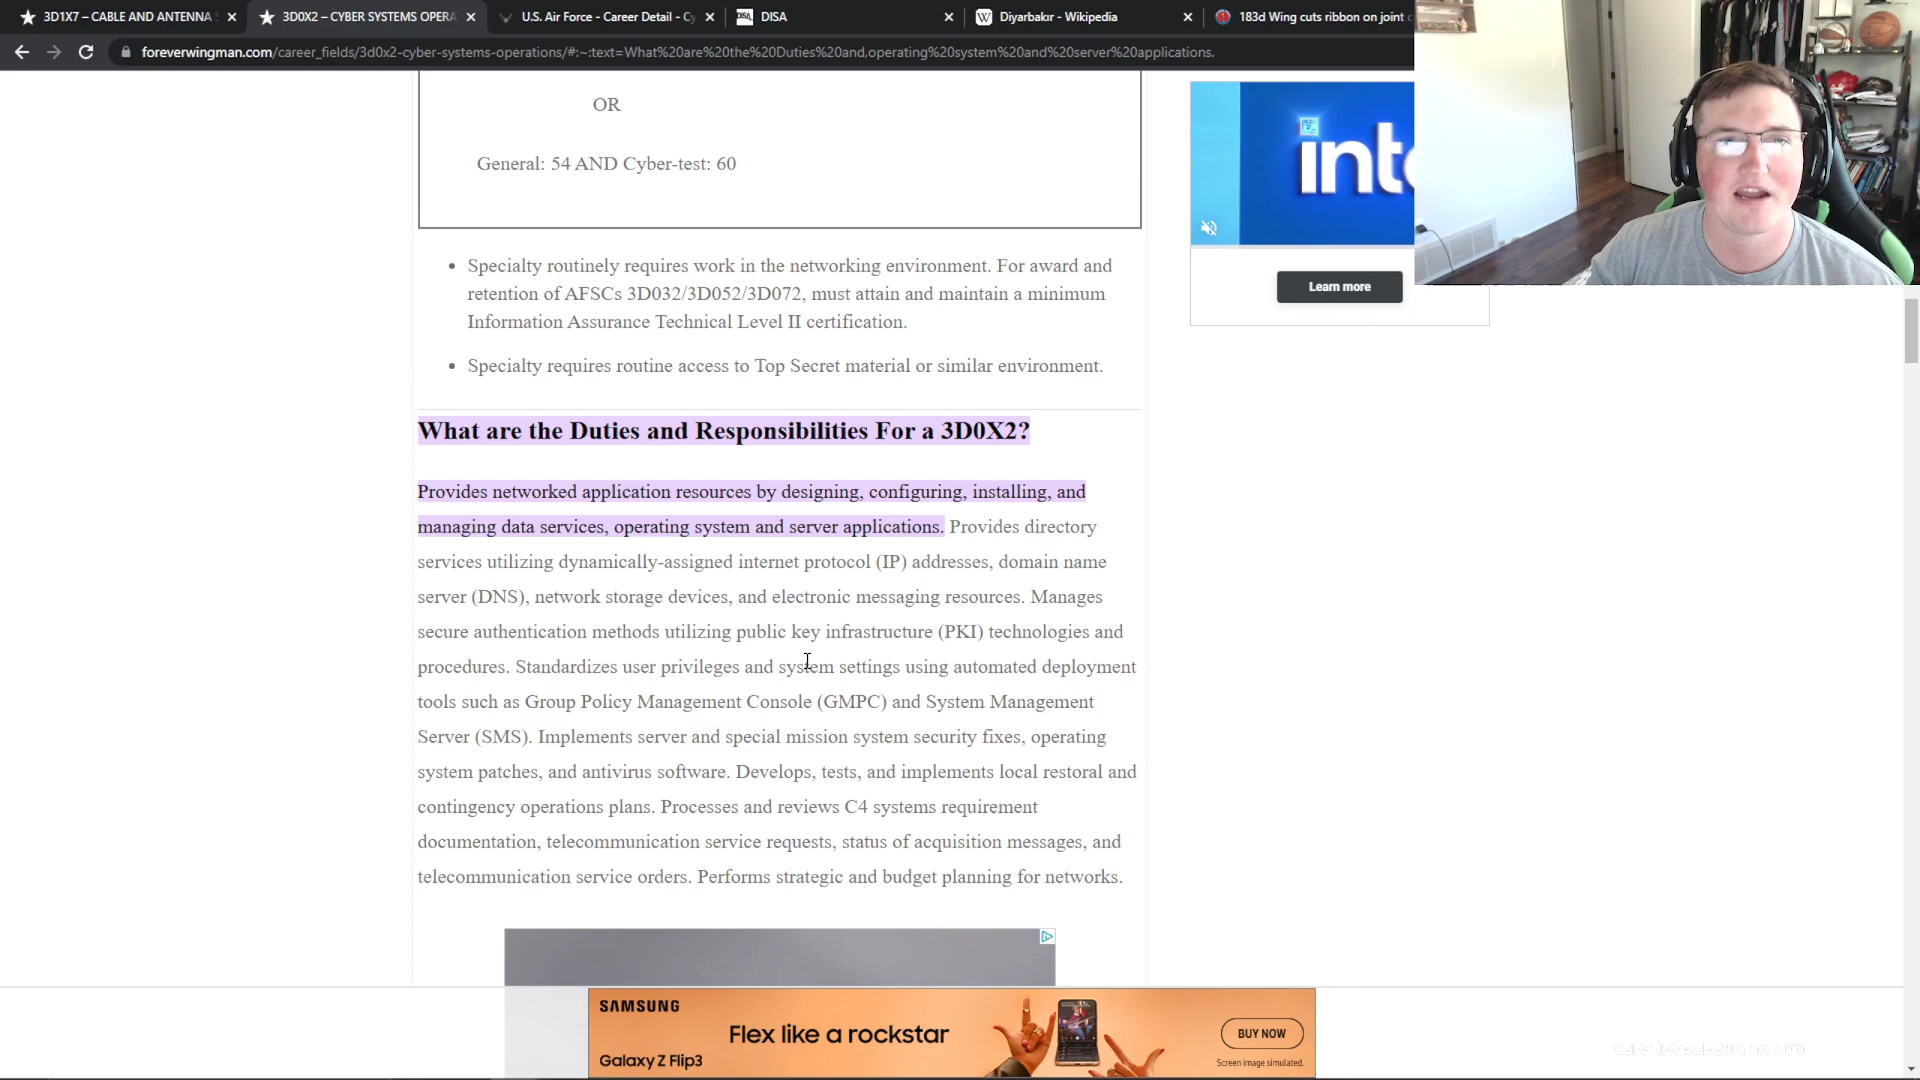 3D1X7 – CABLE AND ANTENNA S
3D0X2 – CYBER SYSTEMS OPERA
U.S. Air Force - Career Detail - Cy
DISA
DISA
W Diyarbakır - Wikipedia
183d Wing cuts ribbon on joint c
foreverwingman.com/career_fields/3d0x2-cyber-systems-operations/#:~:text=What%20are%20the%20Duties%20and,operating%20system%20and%20server%20applications.
OR
General: 54 AND Cyber-test: 60
• Specialty routinely requires work in the networking environment. For award and
retention of AFSCs 3D032/3D052/3D072, must attain and maintain a minimum
Information Assurance Technical Level II certification.
• Specialty requires routine access to Top Secret material or similar environment.
What are the Duties and Responsibilities For a 3D0X2?
Provides networked application resources by designing, configuring, installing, and
managing data services, operating system and server applications. Provides directory
services utilizing dynamically-assigned internet protocol (IP) addresses, domain name
server (DNS), network storage devices, and electronic messaging resources. Manages
secure authentication methods utilizing public key infrastructure (PKI) technologies and
procedures. Standardizes user privileges and system settings using automated deployment
tools such as Group Policy Management Console (GMPC) and System Management
Server (SMS). Implements server and special mission system security fixes, operating
system patches, and antivirus software. Develops, tests, and implements local restoral and
contingency operations plans. Processes and reviews C4 systems requirement
documentation, telecommunication service requests, status of acquisition messages, and
telecommunication service orders. Performs strategic and budget planning for networks.
inte
Learn more
SAMSUNG
Flex like a rockstar
Galaxy Z Flip3
BUY NOW
Screen image simulated.